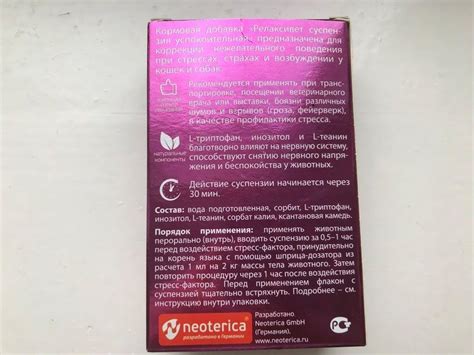 Кормовая добавка «Релаксивет суспен-
зия успокоительная» предназначена для
коррекции нежелательного поведения
при стрессах, страхах и возбуждении у
кошек и собак.
Рекомендуется применять при транс-
портировке, посещении ветеринарного
врача или выставки, боязни различных
шумов и взрывов (гроза, фейерверк),
в качестве профилактики стресса.
L-триптофан, инозитол и L-теанин
благотворно влияют на нервную систему,
способствуют снятию нервного напря-
жения и беспокойства у животных.
натуральные
компоненты
Действие суспензии начинается через
30 мин.
Состав: вода подготовленная, сорбит, L-триптофан,
инозитол, L-теанин, сорбат калия, ксантановая камедь.
Порядок применения: применять животным
перорально (внутрь), вводить суспензию за 0,5–1 час
перед воздействием стресс-фактора, принудительно
на корень языка с помощью шприца-дозатора из
расчета 1 мл на 2 кг массы тела животного. Затем
повторить процедуру через 1 час после воздействия
стресс-фактора. Перед применением флакон с
суспензией тщательно встряхнуть. Подробнее – см.
инструкцию внутри упаковки.
neoterica
разработано в Германии
Разработано
Neoterica GmbH
(Германия),
www.neoterica.ru